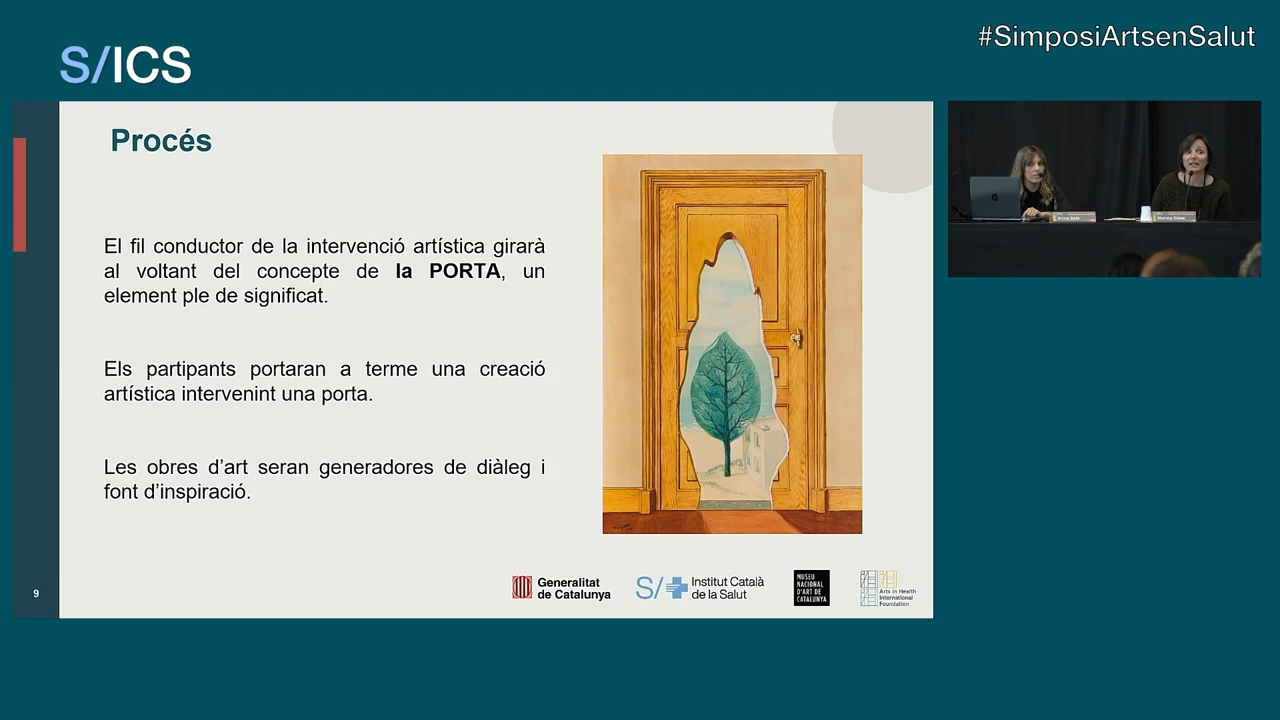 #SimposiArtsenSalut
S/ICS
Procés
El fil conductor de la intervenció artística girarà
al voltant del concepte de la PORTA, un
element ple de significat.
Els partipants portaran a terme una creació
artística intervenint una porta.
Les obres d'art seran generadores de diàleg i
font d'inspiració.
9
Generalitat
de Catalunya
S/ Institut Català
de la Salut
MUSEU
NACIONAL
D'ART DE
CATALUNYA
Arts in Health
International
Foundation